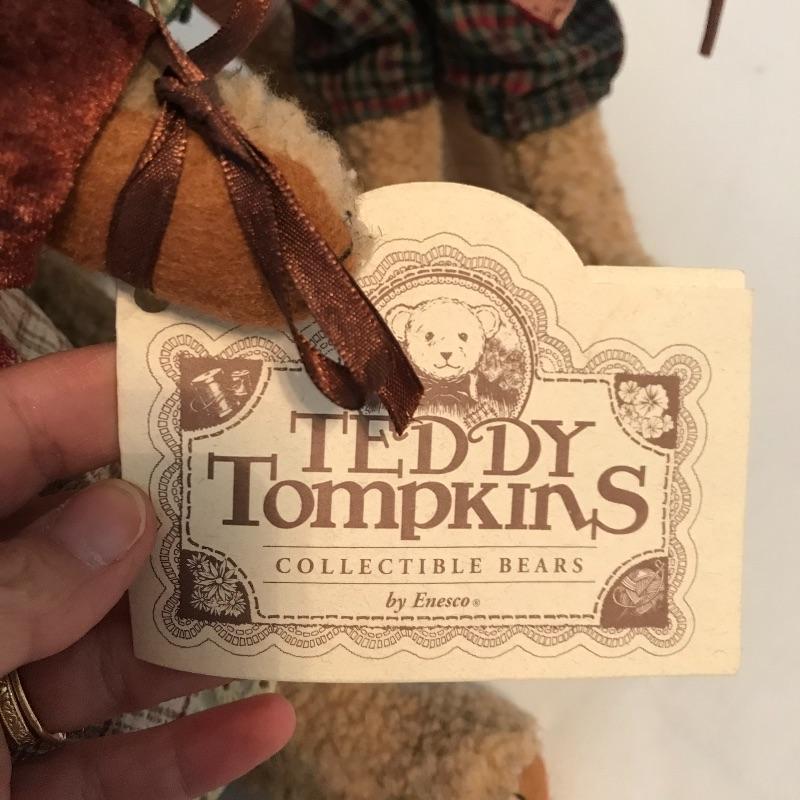 TEDDY
TOMPKINS
COLLECTIBLE BEARS
by Enesco®